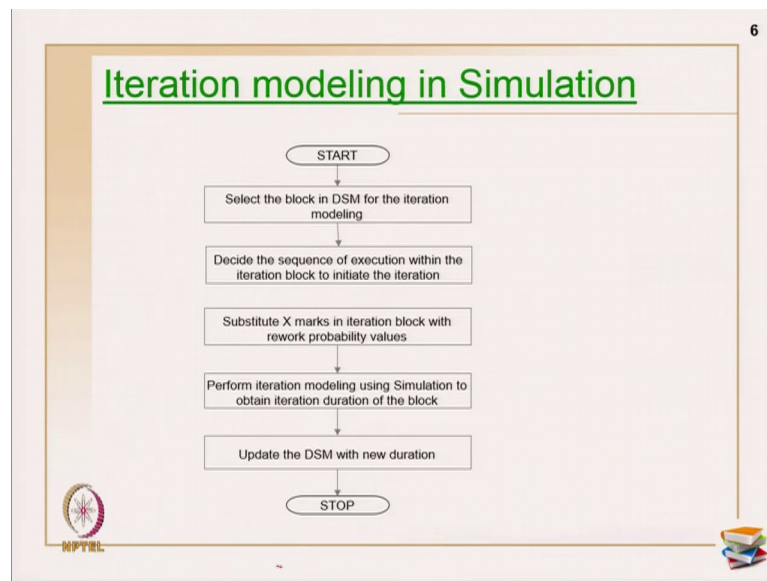 6
Iteration modeling in Simulation
START
Select the block in DSM for the iteration
modeling
Decide the sequence of execution within the
iteration block to initiate the iteration
Substitute X marks in iteration block with
rework probability values
Perform iteration modeling using Simulation to
obtain iteration duration of the block
Update the DSM with new duration
STOP
NPTEL